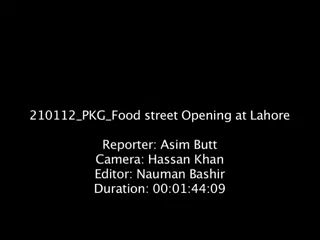 210112_PKG_Food street Opening at Lahore
Reporter: Asim Butt
Camera: Hassan Khan
Editor: Nauman Bashir
Duration: 00:01:44:09